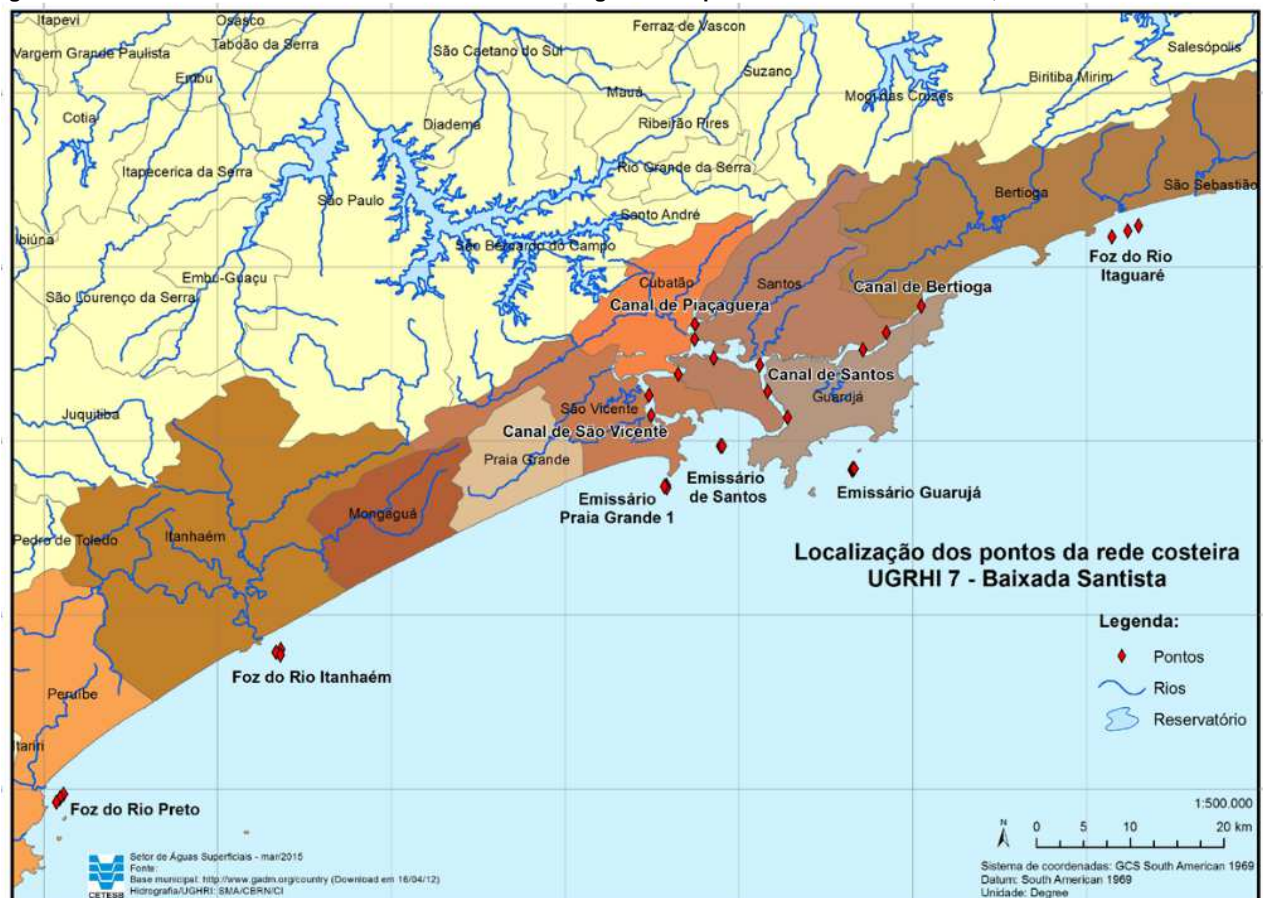 Itapevi
Osasco
Ferraz de Vascon
Vargem Grande Paulista
Taboão da Serra
São Caetano do Sul
Salesópolis
Embu
Suzano
Biritiba Mirim
Mauá
Mogi das Cruzes
Cotia
Diadema
Ribeirão Pires
Itapecerica da Serra
Rio Grande da Serra
São Paulo
Bertioga
São Sebastião
Santo André
Ibiúna
São Bernardo do Campo
Foz do Rio
Itaguaré
Embu-Guaçu
Cubatão
Santos
Canal de Bertioga
São Lourenço da Serra
Canal de Piaçaguera
Canal de Santos
Guarujá
Juquitiba
São Vicente
Canal de São Vicente
Praia Grande
Emissário
de Santos
Emissário Guarujá
Emissário
Praia Grande 1
Mongaguá
Pedro de Toledo
Itanhaém
Localização dos pontos da rede costeira
UGRHI 7 - Baixada Santista
Legenda:
Pontos
Rios
Reservatório
Foz do Rio Itanhaém
Peruíbe
Itariri
Foz do Rio Preto
1:500.000
N
0 5 10 20 km
Setor de Águas Superficiais - mar/2015
Fonte:
Base municipal: http://www.gadm.org/country (Download em 16/04/12)
Hidrografia/UGHRI: SMA/CBRN/CI
CETESB
Sistema de coordenadas: GCS South American 1969
Datum: South American 1969
Unidade: Degree